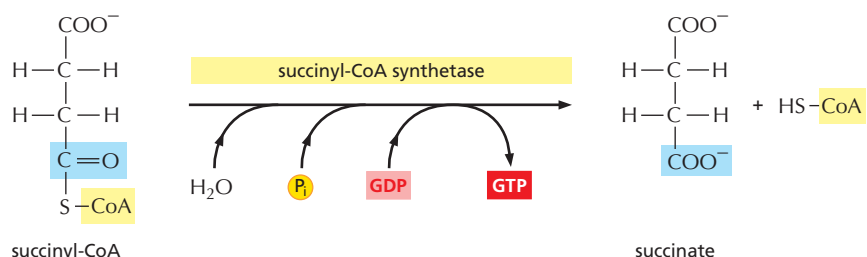 COO⁻
H—C—H
H—C—H
C=O
S—CoA
succinyl-CoA
succinyl-CoA synthetase
H₂O
Pᵢ
GDP
GTP
COO⁻
H—C—H
H—C—H
COO⁻
+ HS—CoA
succinate